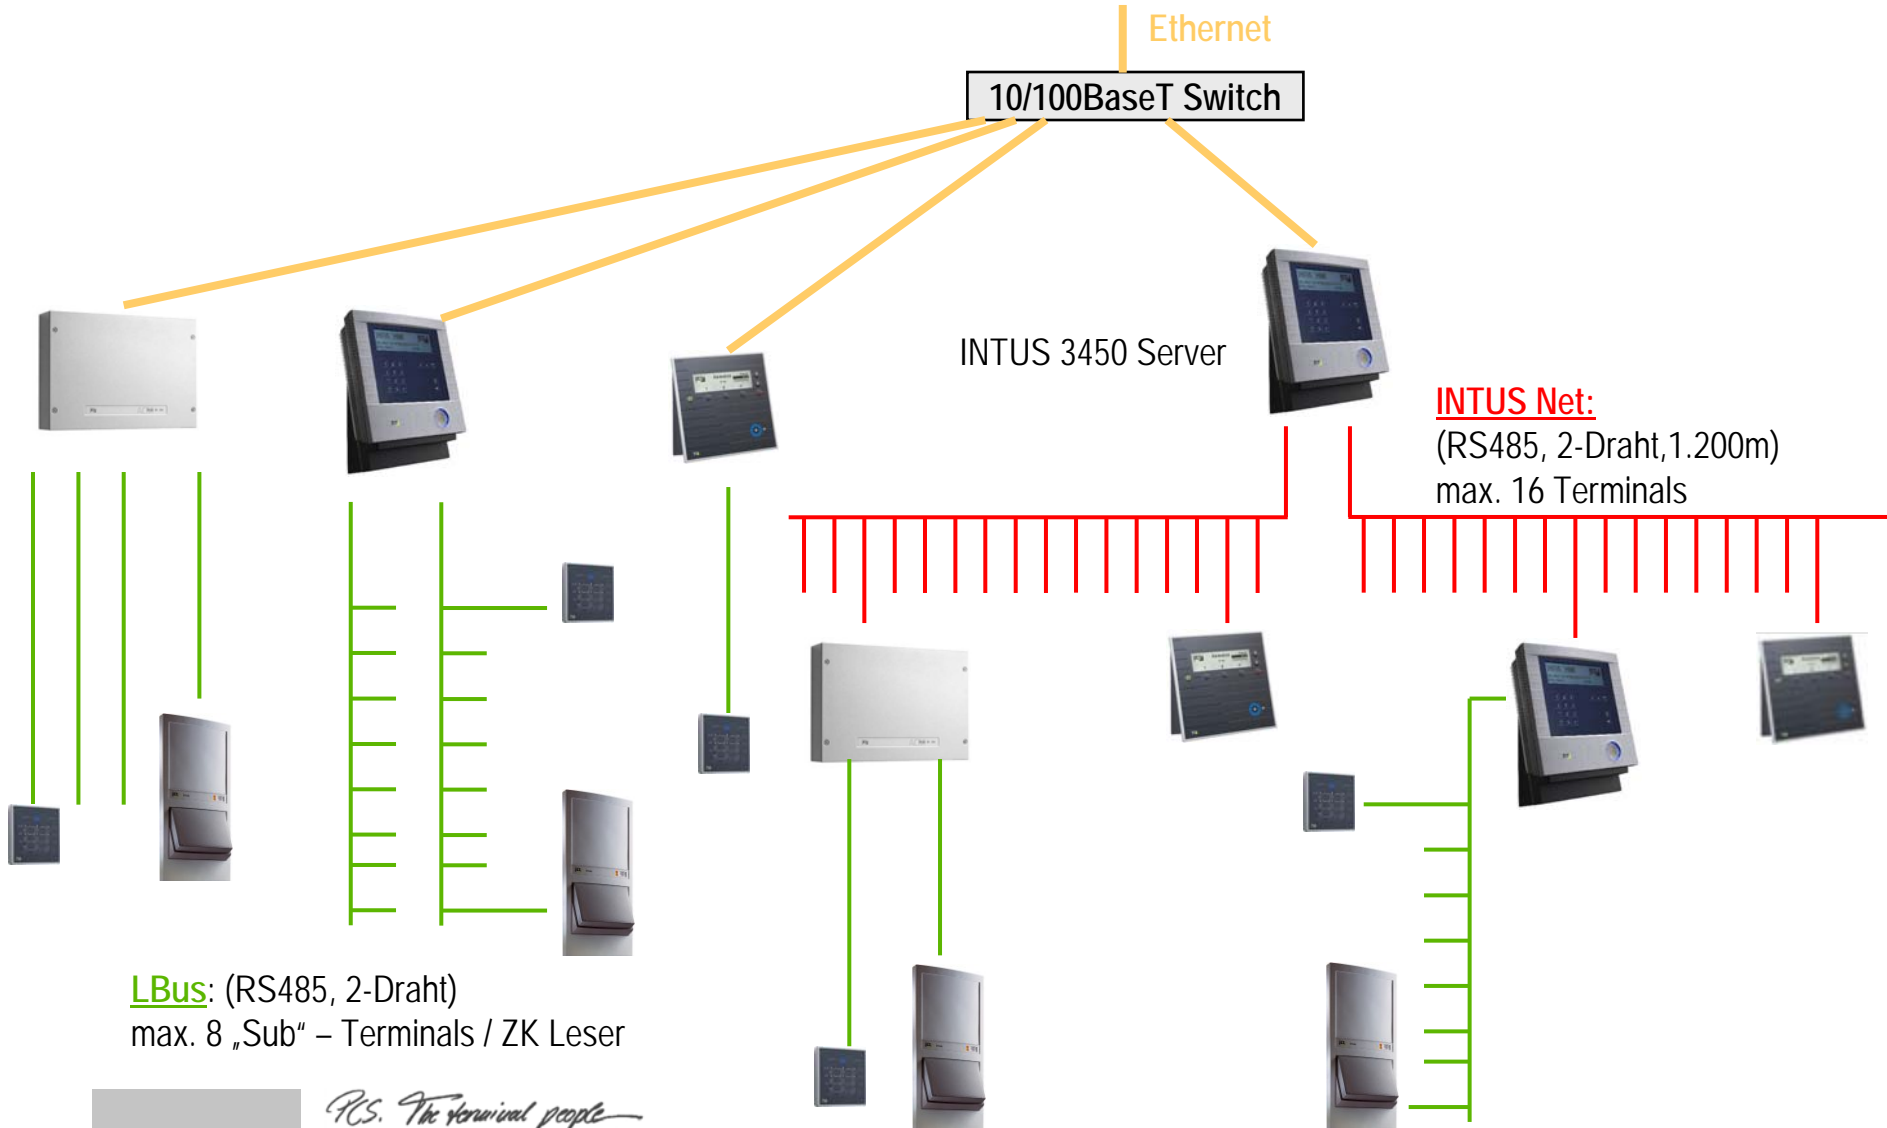 Ethernet
10/100BaseT Switch
INTUS 3450 Server
INTUS Net:
(RS485, 2-Draht,1.200m)
max. 16 Terminals
LBus: (RS485, 2-Draht)
max. 8 „Sub“ – Terminals / ZK Leser
PCS. The terminal people